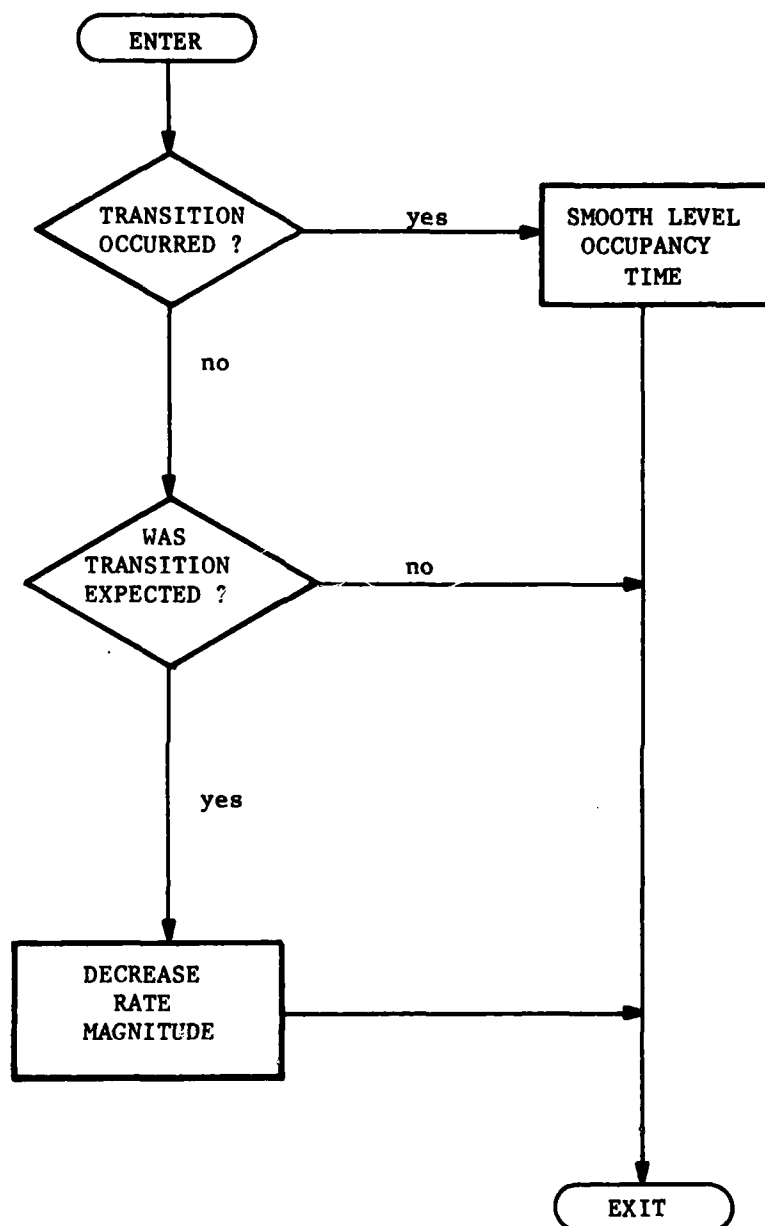 ENTER
TRANSITION
OCCURRED ?
yes
SMOOTH LEVEL
OCCUPANCY
TIME
no
WAS
TRANSITION
EXPECTED ?
no
yes
DECREASE
RATE
MAGNITUDE
EXIT